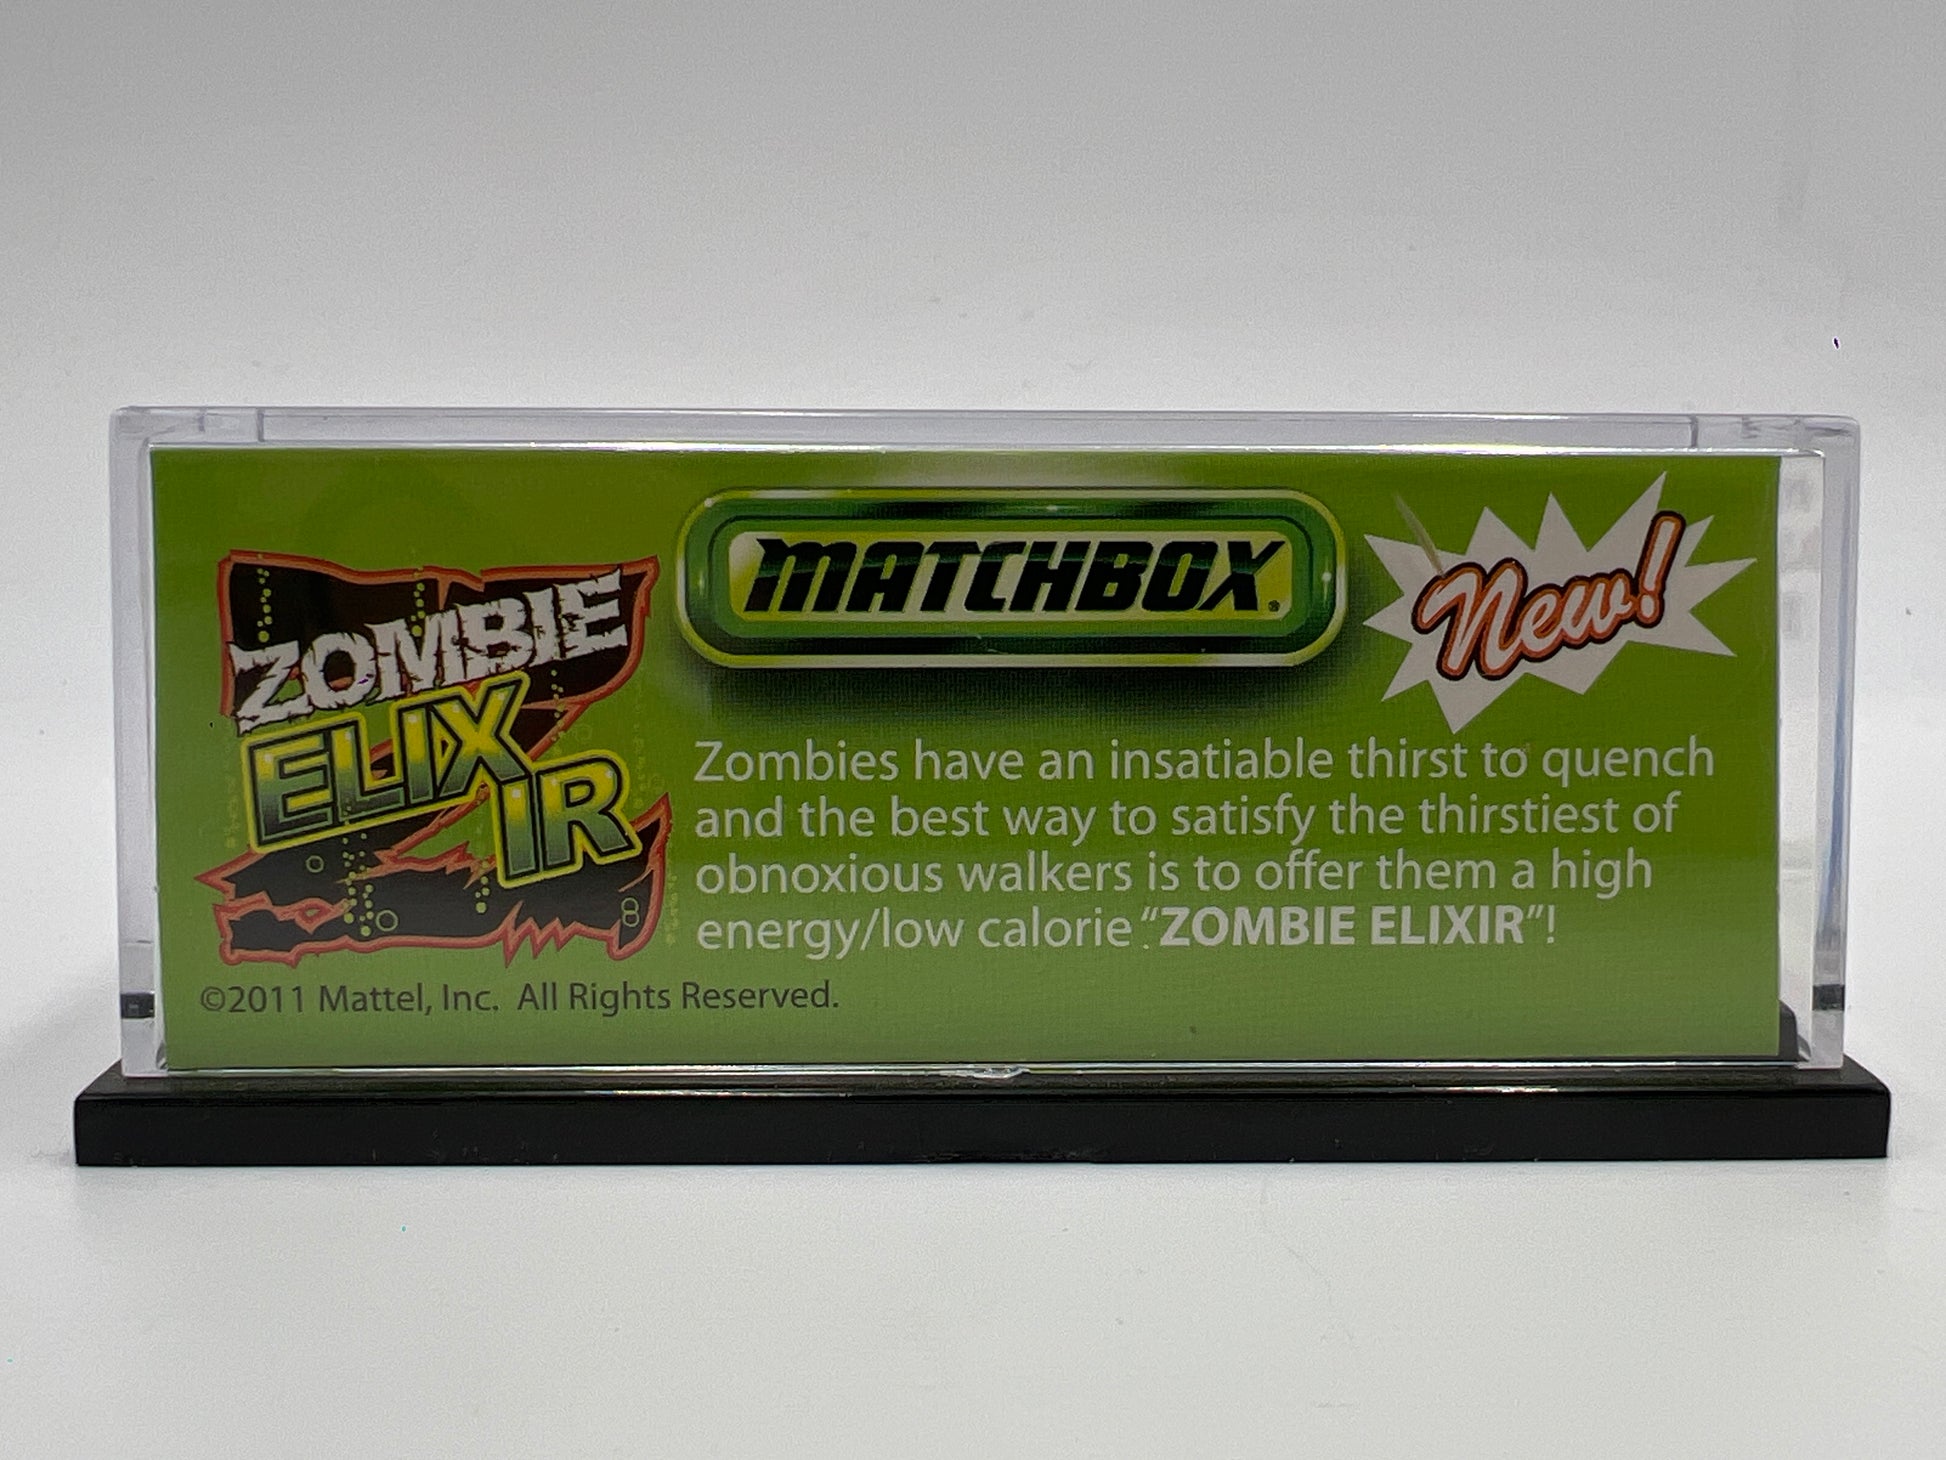 MATCHBOX
New!
ZOMBIE
ELIX
IR
Zombies have an insatiable thirst to quench
and the best way to satisfy the thirstiest of
obnoxious walkers is to offer them a high
energy/low calorie “ZOMBIE ELIXIR”!
©2011 Mattel, Inc. All Rights Reserved.